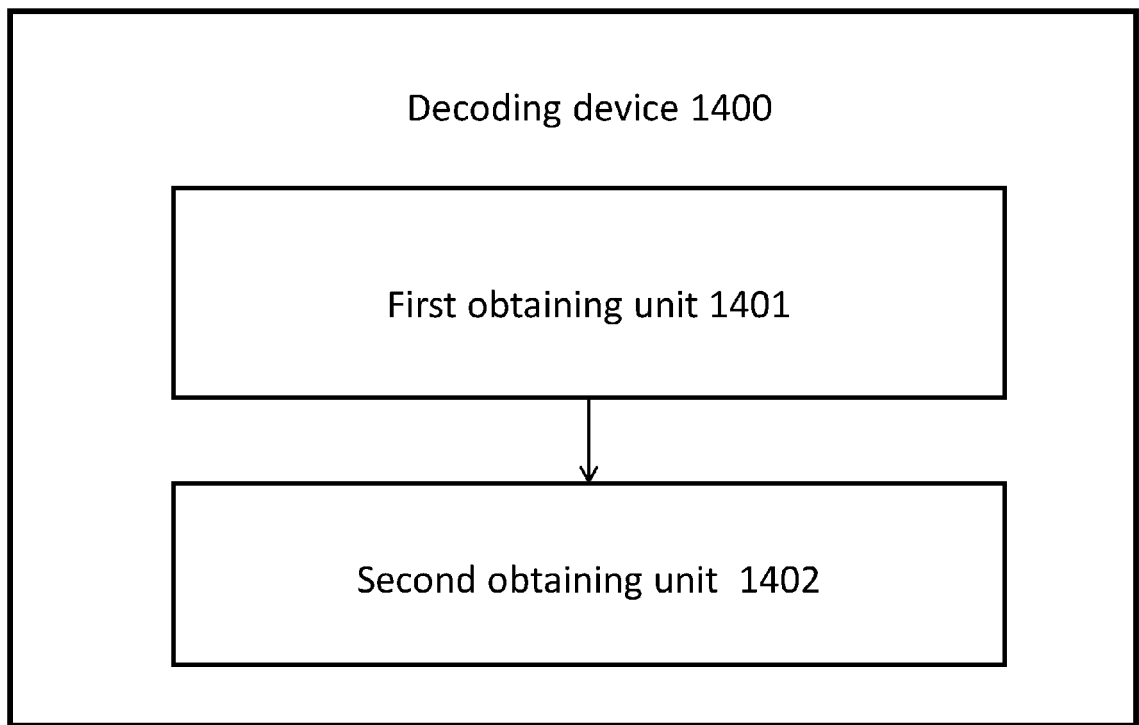 Decoding device 1400
First obtaining unit 1401
Second obtaining unit 1402